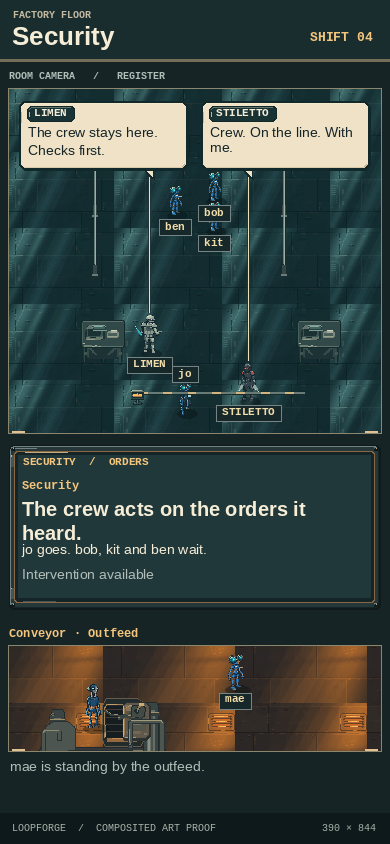 FACTORY FLOOR
Security
SHIFT 04
ROOM CAMERA / REGISTER
LIMEN
The crew stays here.
Checks first.
STILETTO
Crew. On the line. With
me.
bob
ben
kit
LIMEN
jo
STILETTO
SECURITY / ORDERS
Security
The crew acts on the orders it
heard.
jo goes. bob, kit and ben wait.
Intervention available
Conveyor · Outfeed
mae
mae is standing by the outfeed.
LOOPFORGE / COMPOSITED ART PROOF
390 × 844